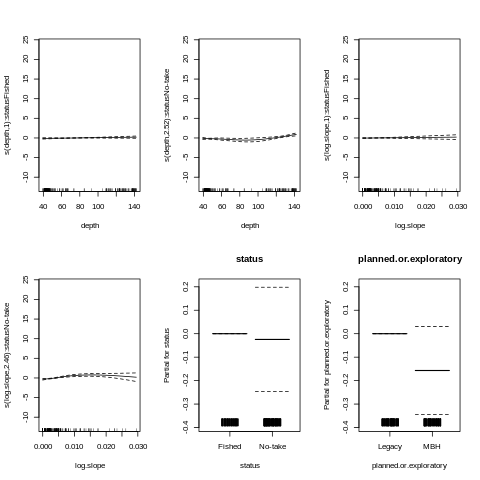 s(depth,1):statusFished
25
20
15
10
5
0
-5
-10
40 60 80 100 140
depth
s(depth,2.52):statusNo-take
25
20
15
10
5
0
-5
-10
40 60 80 100 140
depth
s(log.slope,1):statusFished
25
20
15
10
5
0
-5
-10
0.000 0.010 0.020 0.030
log.slope
s(log.slope,2.46):statusNo-take
25
20
15
10
5
0
-5
-10
0.000 0.010 0.020 0.030
log.slope
status
Partial for status
0.2
0.1
0.0
-0.1
-0.2
-0.3
-0.4
Fished No-take
status
planned.or.exploratory
Partial for planned.or.exploratory
0.2
0.1
0.0
-0.1
-0.2
-0.3
-0.4
Legacy MBH
planned.or.exploratory